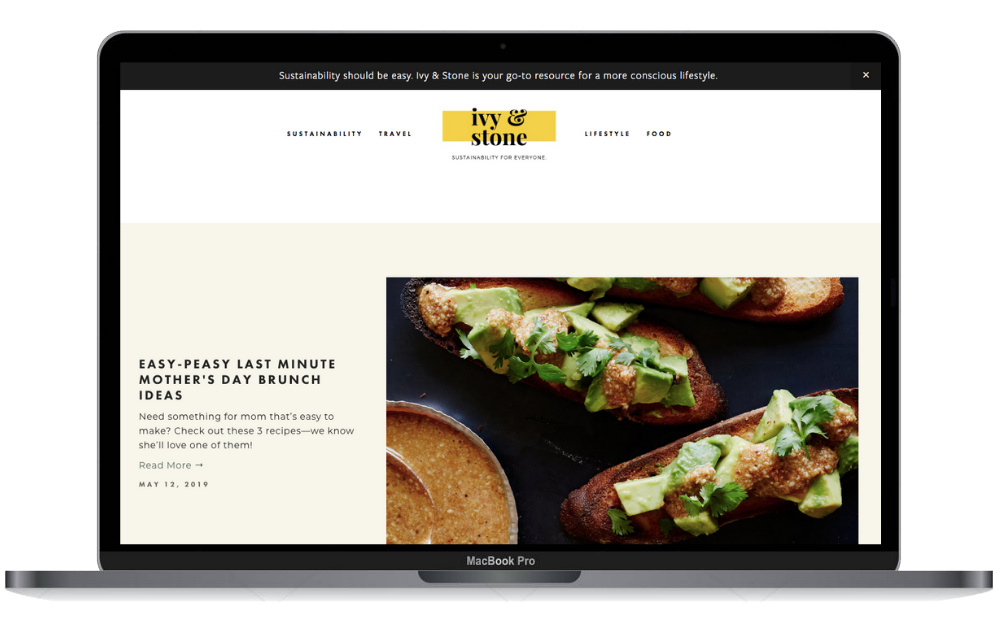 Sustainability should be easy. Ivy & Stone is your go-to resource for a more conscious lifestyle. ×
SUSTAINABILITY TRAVEL
ivy &
stone
SUSTAINABILITY FOR EVERYONE.
LIFESTYLE FOOD
EASY-PEASY LAST MINUTE
MOTHER'S DAY BRUNCH
IDEAS
Need something for mom that's easy to
make? Check out these 3 recipes—we know
she'll love one of them!
Read More →
MAY 12, 2019
MacBook Pro